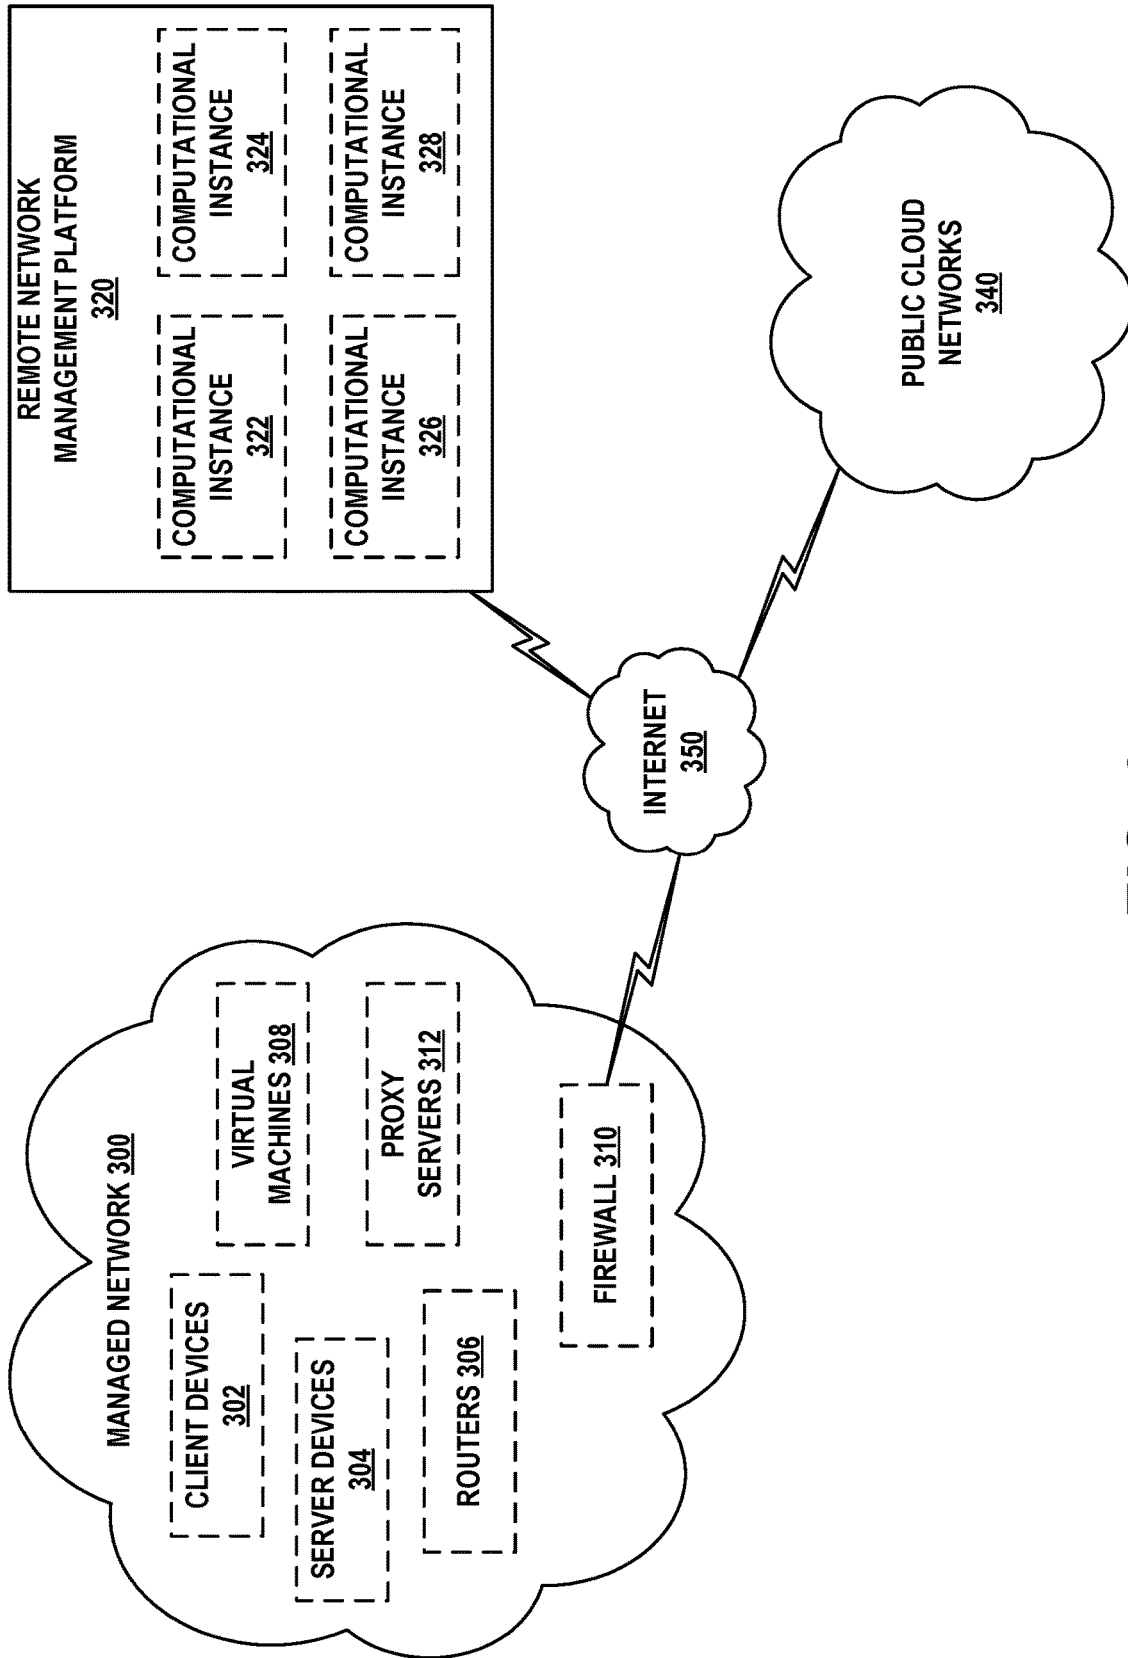 MANAGED NETWORK 300
CLIENT DEVICES
302
SERVER DEVICES
304
ROUTERS 306
VIRTUAL
MACHINES 308
PROXY
SERVERS 312
FIREWALL 310
INTERNET
350
REMOTE NETWORK
MANAGEMENT PLATFORM
320
COMPUTATIONAL
INSTANCE
322
COMPUTATIONAL
INSTANCE
324
COMPUTATIONAL
INSTANCE
326
COMPUTATIONAL
INSTANCE
328
PUBLIC CLOUD
NETWORKS
340